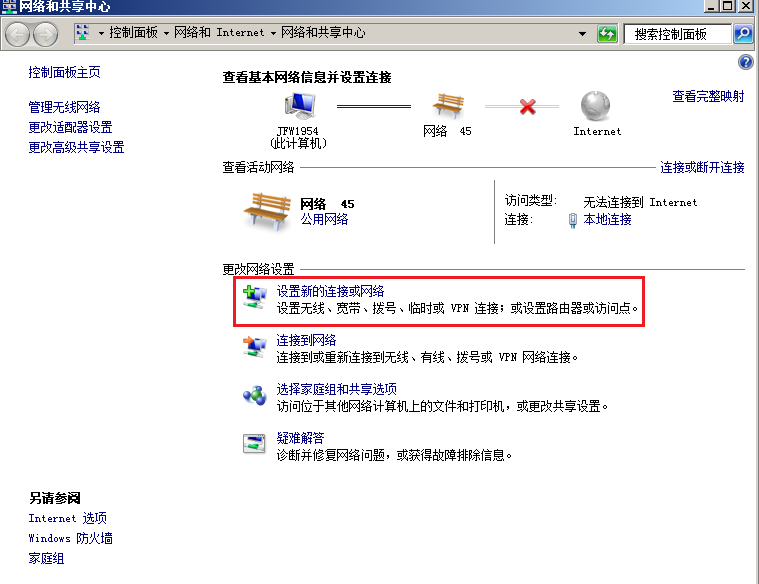 网络和共享中心
控制面板 网络和 Internet 网络和共享中心
搜索控制面板
控制面板主页
管理无线网络
更改适配器设置
更改高级共享设置
查看基本网络信息并设置连接
查看完整映射
JFW1954
(此计算机)
网络 45
Internet
查看活动网络
连接或断开连接
网络 45
公用网络
访问类型: 无法连接到 Internet
连接: 本地连接
更改网络设置
设置新的连接或网络
设置无线、宽带、拨号、临时或 VPN 连接；或设置路由器或访问点。
连接到网络
连接到或重新连接到无线、有线、拨号或 VPN 网络连接。
选择家庭组和共享选项
访问位于其他网络计算机上的文件和打印机，或更改共享设置。
疑难解答
诊断并修复网络问题，或获得故障排除信息。
另请参阅
Internet 选项
Windows 防火墙
家庭组